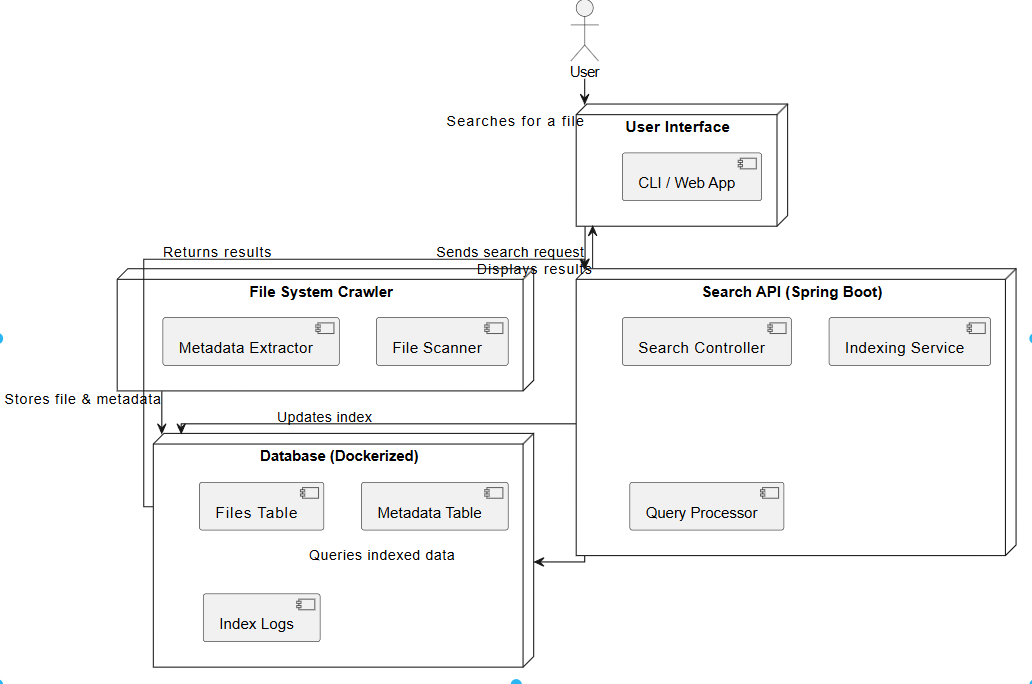 User
Searches for a file
User Interface
CLI / Web App
Returns results
Sends search request
Displays results
File System Crawler
Search API (Spring Boot)
Metadata Extractor
File Scanner
Search Controller
Indexing Service
Stores file & metadata
Updates index
Database (Dockerized)
Files Table
Metadata Table
Query Processor
Queries indexed data
Index Logs